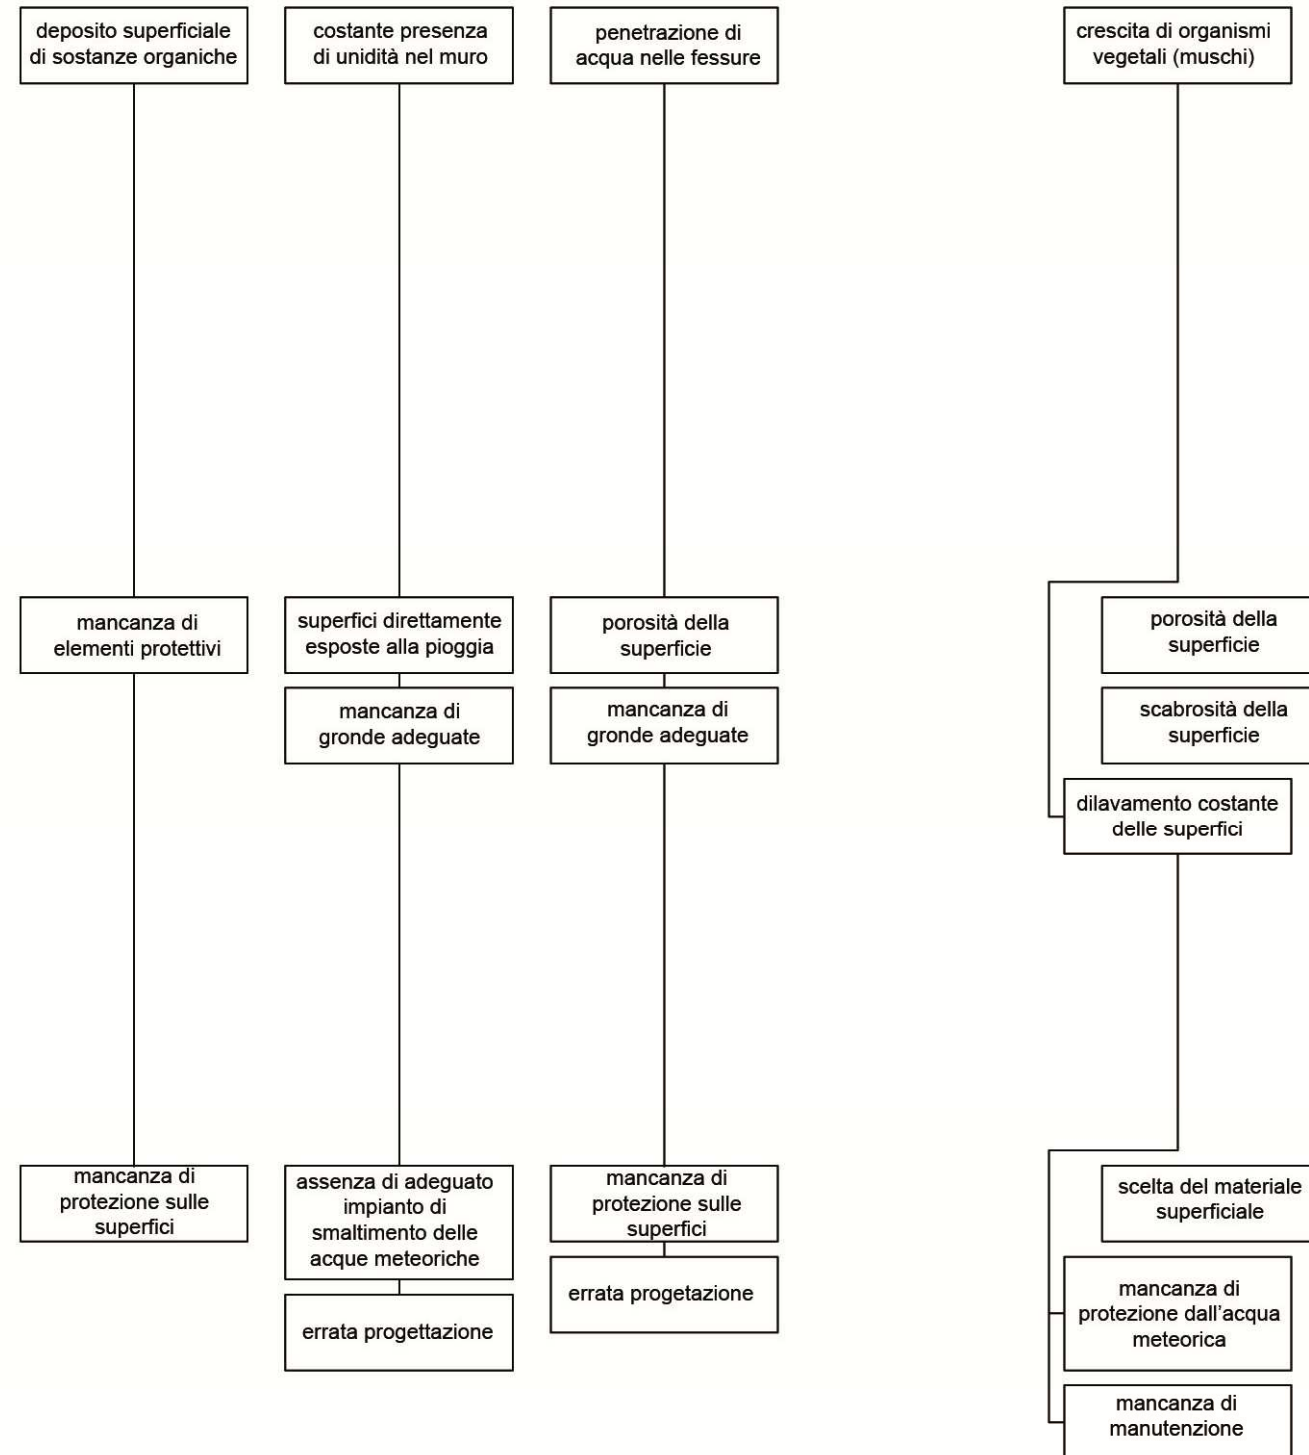 deposito superficiale
di sostanze organiche
costante presenza
di unidità nel muro
penetrazione di
acqua nelle fessure
crescita di organismi
vegetali (muschi)
mancanza di
elementi protettivi
superfici direttamente
esposte alla pioggia
porosità della
superficie
porosità della
superficie
mancanza di
gronde adeguate
mancanza di
gronde adeguate
scabrosità della
superficie
dilavamento costante
delle superfici
mancanza di
protezione sulle
superfici
assenza di adeguato
impianto di
smaltimento delle
acque meteoriche
mancanza di
protezione sulle
superfici
scelta del materiale
superficiale
errata progettazione
errata progetazione
mancanza di
protezione dall'acqua
meteorica
mancanza di
manutenzione